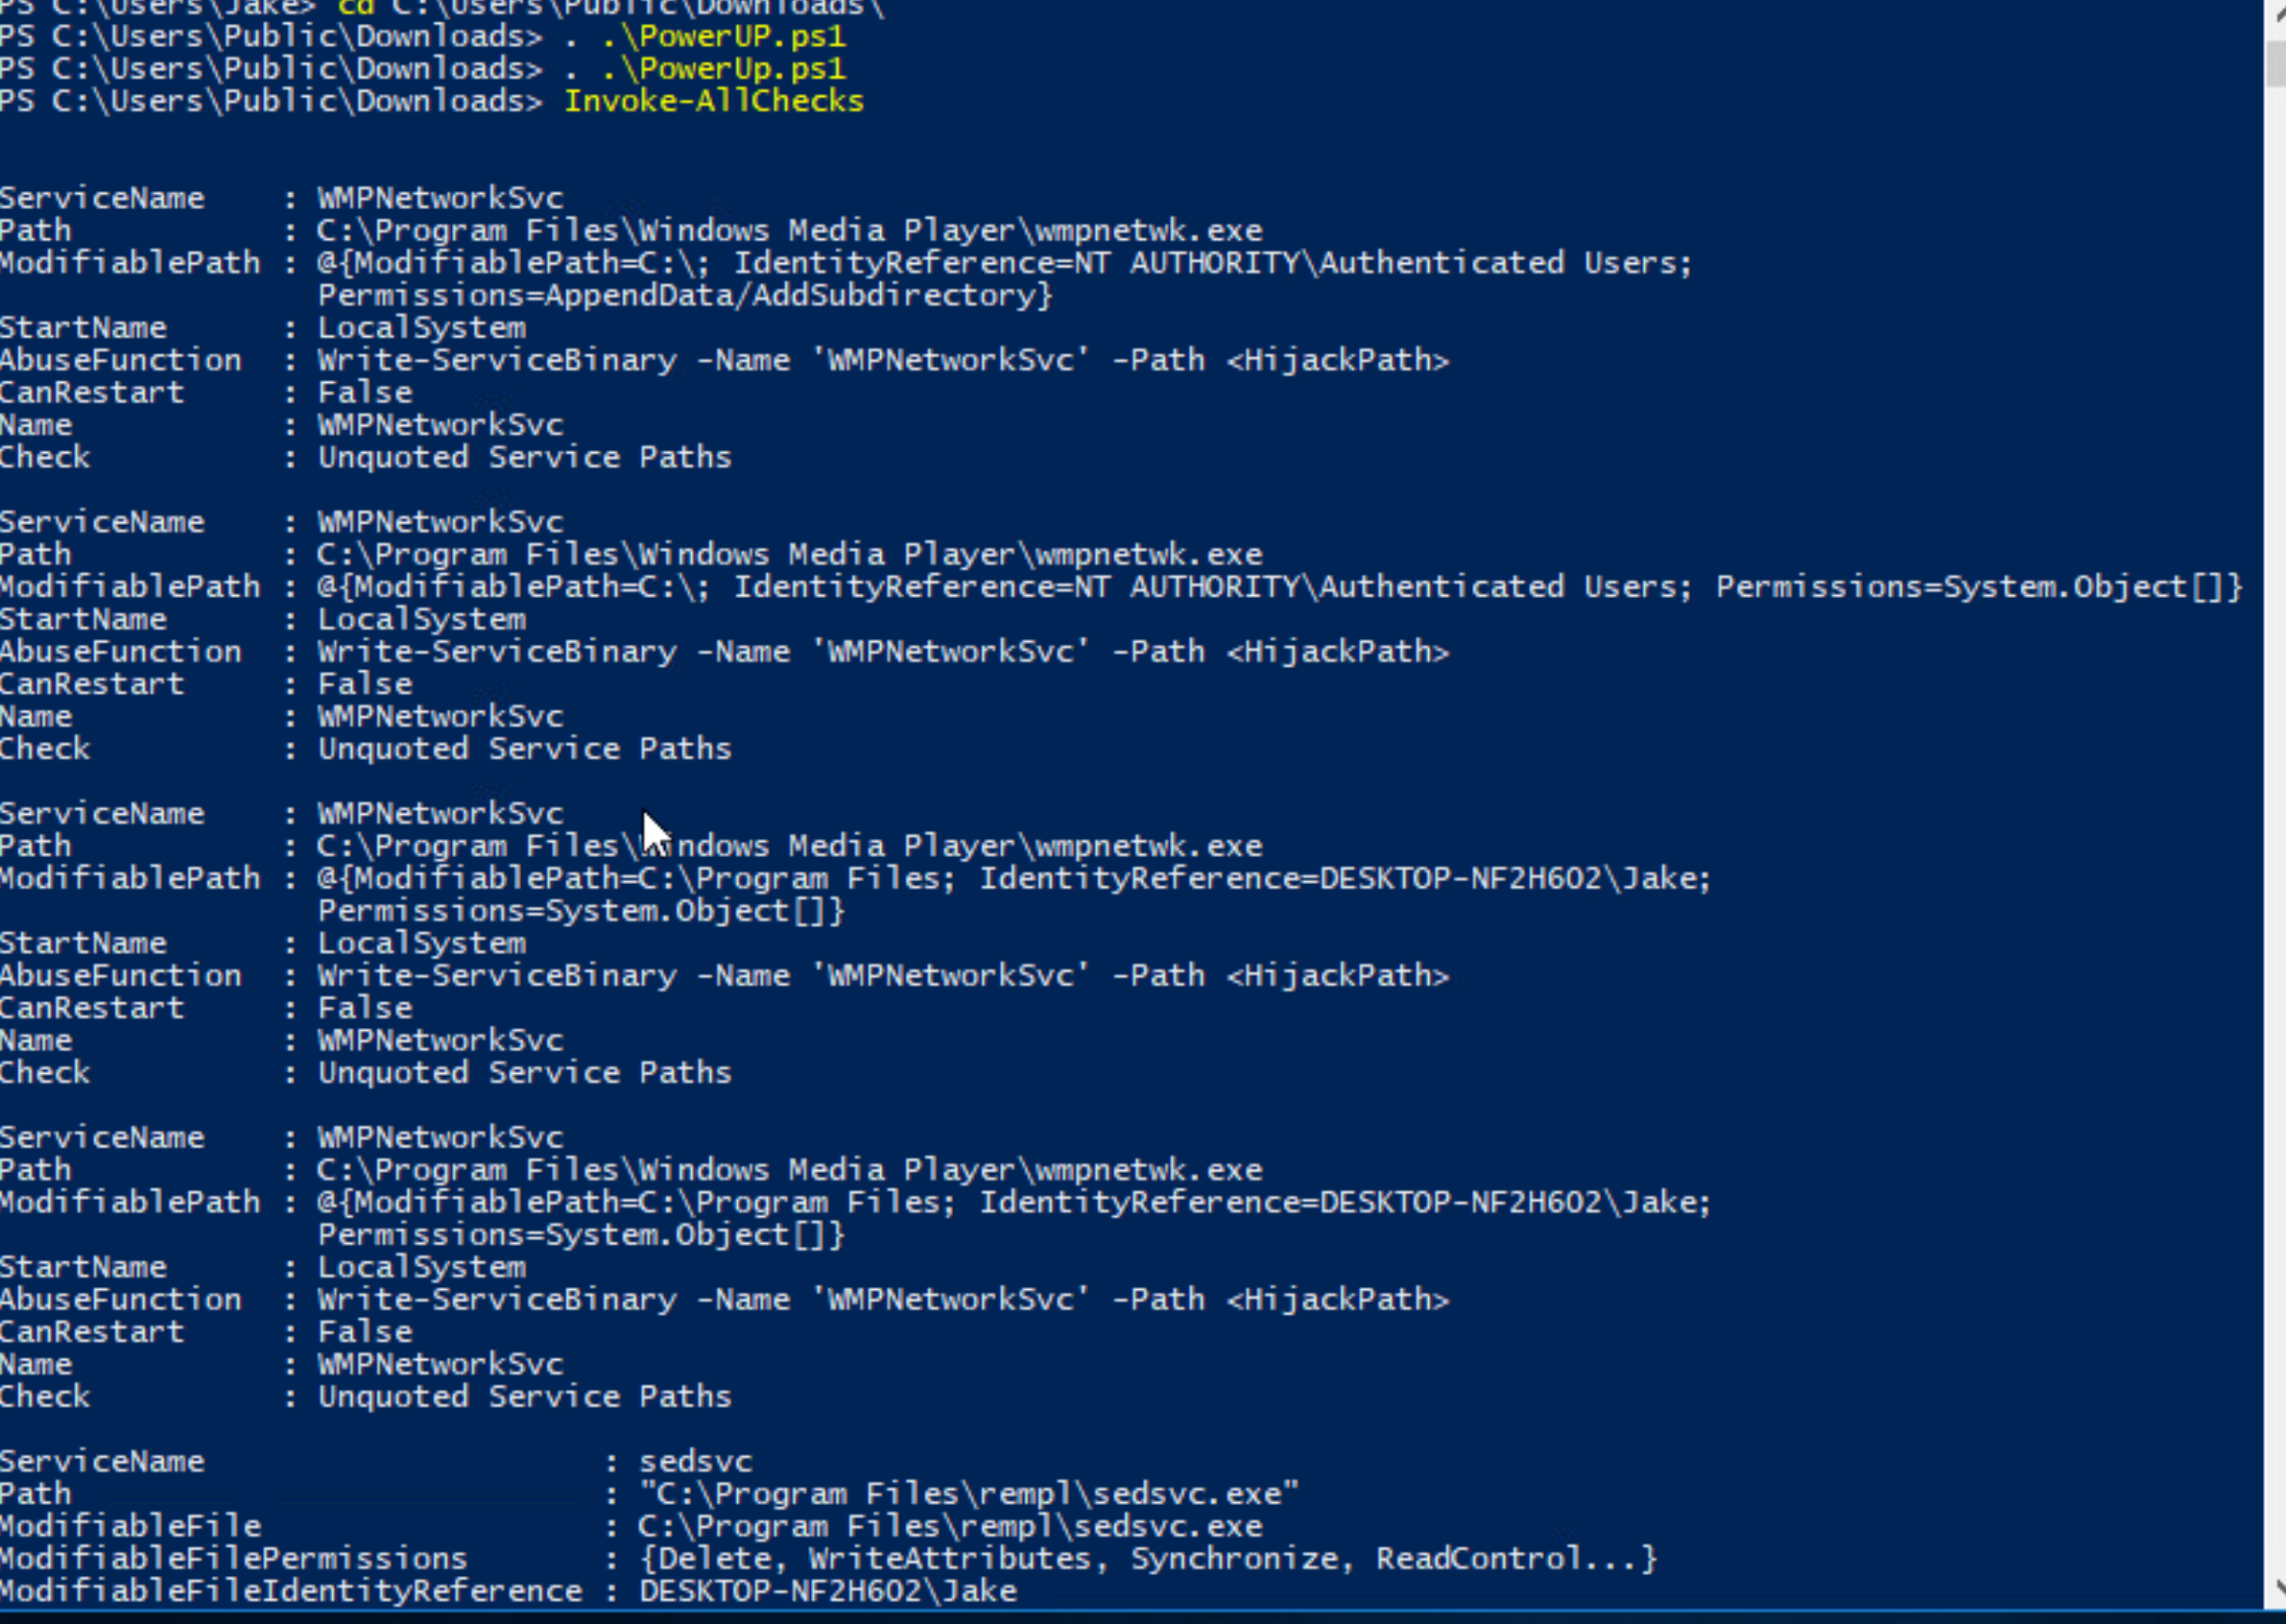 PS C:\Users\Jake> cd C:\Users\Public\Downloads\
PS C:\Users\Public\Downloads> . .\PowerUP.ps1
PS C:\Users\Public\Downloads> . .\PowerUp.ps1
PS C:\Users\Public\Downloads> Invoke-AllChecks
ServiceName    : WMPNetworkSvc
Path           : C:\Program Files\Windows Media Player\wmpnetwk.exe
ModifiablePath : @{ModifiablePath=C:\; IdentityReference=NT AUTHORITY\Authenticated Users;
                 Permissions=AppendData/AddSubdirectory}
StartName      : LocalSystem
AbuseFunction  : Write-ServiceBinary -Name 'WMPNetworkSvc' -Path <HijackPath>
CanRestart     : False
Name           : WMPNetworkSvc
Check          : Unquoted Service Paths
ServiceName    : WMPNetworkSvc
Path           : C:\Program Files\Windows Media Player\wmpnetwk.exe
ModifiablePath : @{ModifiablePath=C:\; IdentityReference=NT AUTHORITY\Authenticated Users; Permissions=System.Object[]}
StartName      : LocalSystem
AbuseFunction  : Write-ServiceBinary -Name 'WMPNetworkSvc' -Path <HijackPath>
CanRestart     : False
Name           : WMPNetworkSvc
Check          : Unquoted Service Paths
ServiceName    : WMPNetworkSvc
Path           : C:\Program Files\Windows Media Player\wmpnetwk.exe
ModifiablePath : @{ModifiablePath=C:\Program Files; IdentityReference=DESKTOP-NF2H6O2\Jake;
                 Permissions=System.Object[]}
StartName      : LocalSystem
AbuseFunction  : Write-ServiceBinary -Name 'WMPNetworkSvc' -Path <HijackPath>
CanRestart     : False
Name           : WMPNetworkSvc
Check          : Unquoted Service Paths
ServiceName    : WMPNetworkSvc
Path           : C:\Program Files\Windows Media Player\wmpnetwk.exe
ModifiablePath : @{ModifiablePath=C:\Program Files; IdentityReference=DESKTOP-NF2H6O2\Jake;
                 Permissions=System.Object[]}
StartName      : LocalSystem
AbuseFunction  : Write-ServiceBinary -Name 'WMPNetworkSvc' -Path <HijackPath>
CanRestart     : False
Name           : WMPNetworkSvc
Check          : Unquoted Service Paths
ServiceName                     : sedsvc
Path                            : "C:\Program Files\rempl\sedsvc.exe"
ModifiableFile                  : C:\Program Files\rempl\sedsvc.exe
ModifiableFilePermissions       : {Delete, WriteAttributes, Synchronize, ReadControl...}
ModifiableFileIdentityReference : DESKTOP-NF2H6O2\Jake